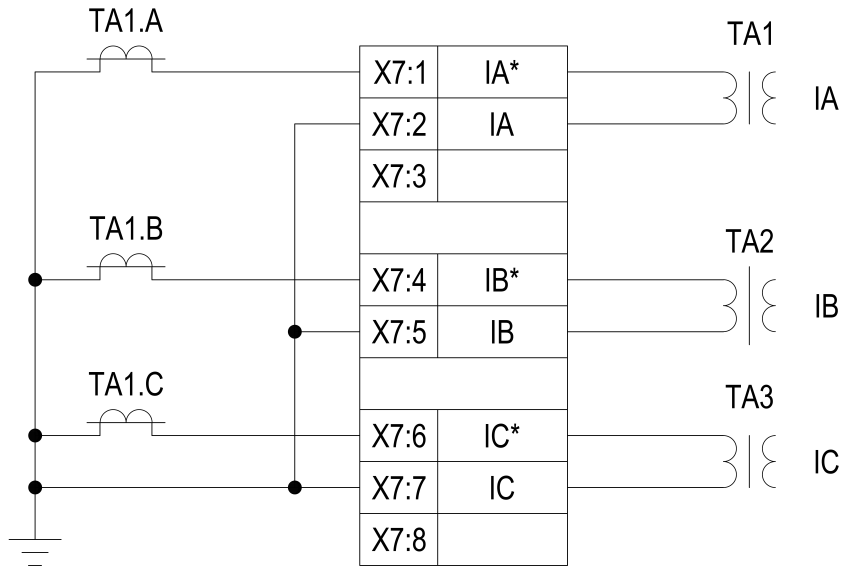 TA1.A
TA1
X7:1 IA*
IA
X7:2 IA
X7:3
TA1.B
TA2
X7:4 IB*
IB
X7:5 IB
TA1.C
TA3
X7:6 IC*
IC
X7:7 IC
X7:8